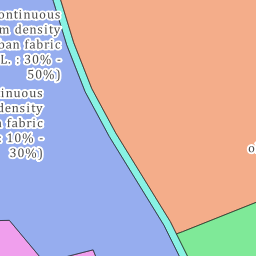 ontinuous
m density
ban fabric
L. : 30% -
50%)
inuous
density
fabric
: 10% -
30%)
o